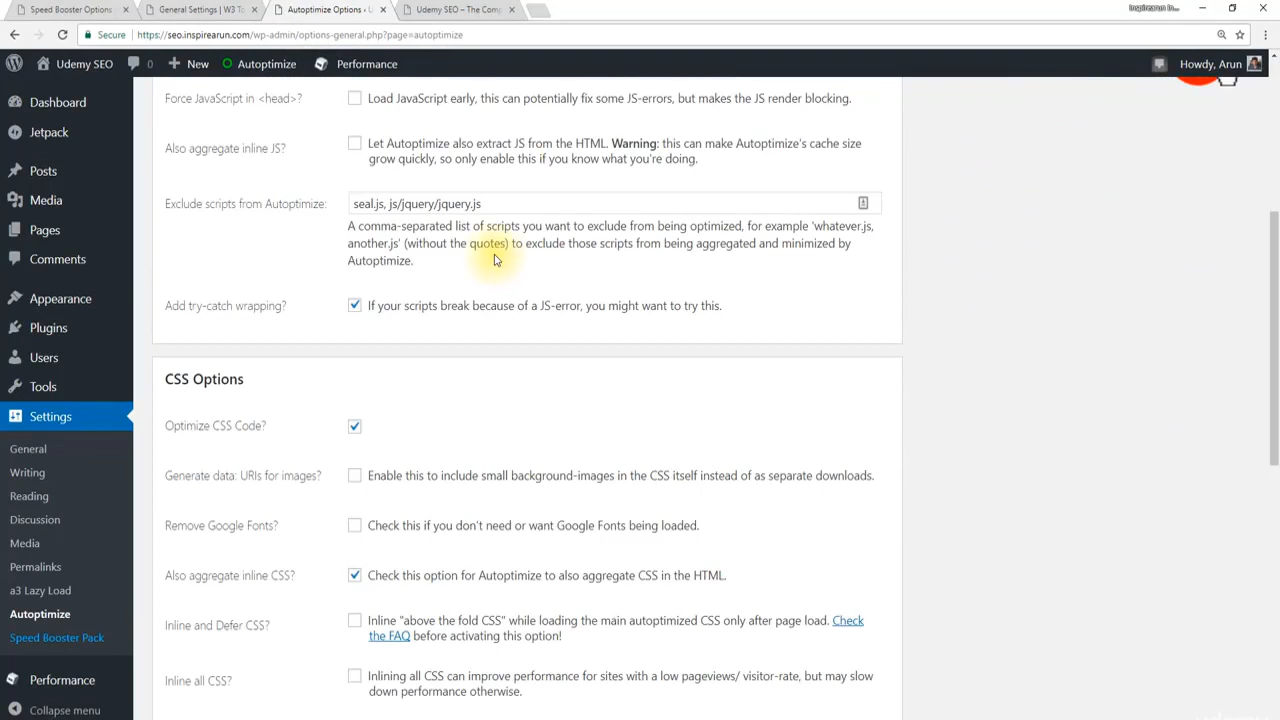 Speed Booster Options
General Settings | W3 T
Autoptimize Options ‹ U
Udemy SEO – The Comp
Inspirearun In...
Secure
https://seo.inspirearun.com/wp-admin/options-general.php?page=autoptimize
Udemy SEO
0
New
Autoptimize
Performance
Howdy, Arun
Dashboard
Jetpack
Posts
Media
Pages
Comments
Appearance
Plugins
Users
Tools
Settings
General
Writing
Reading
Discussion
Media
Permalinks
a3 Lazy Load
Autoptimize
Speed Booster Pack
Performance
Collapse menu
Force JavaScript in <head>?
Load JavaScript early, this can potentially fix some JS-errors, but makes the JS render blocking.
Also aggregate inline JS?
Let Autoptimize also extract JS from the HTML. Warning: this can make Autoptimize's cache size
grow quickly, so only enable this if you know what you're doing.
Exclude scripts from Autoptimize:
seal.js, js/jquery/jquery.js
A comma-separated list of scripts you want to exclude from being optimized, for example 'whatever.js,
another.js' (without the quotes) to exclude those scripts from being aggregated and minimized by
Autoptimize.
Add try-catch wrapping?
If your scripts break because of a JS-error, you might want to try this.
CSS Options
Optimize CSS Code?
Generate data: URIs for images?
Enable this to include small background-images in the CSS itself instead of as separate downloads.
Remove Google Fonts?
Check this if you don't need or want Google Fonts being loaded.
Also aggregate inline CSS?
Check this option for Autoptimize to also aggregate CSS in the HTML.
Inline and Defer CSS?
Inline "above the fold CSS" while loading the main autoptimized CSS only after page load. Check
the FAQ before activating this option!
Inline all CSS?
Inlining all CSS can improve performance for sites with a low pageviews/ visitor-rate, but may slow
down performance otherwise.